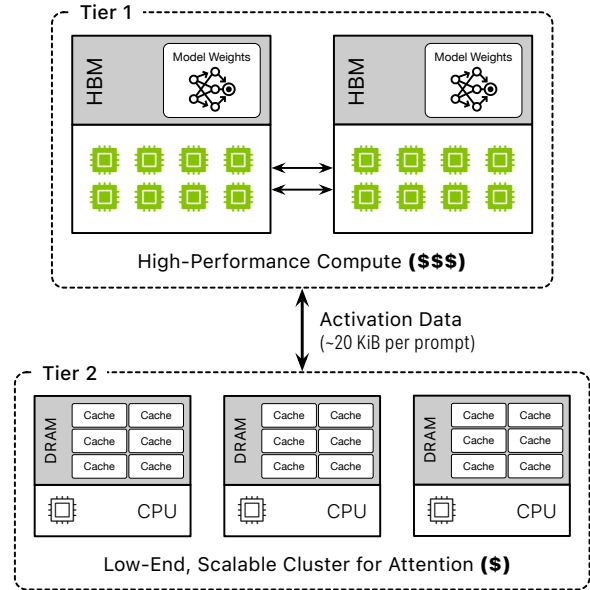 Tier 1
HBM
Model Weights
HBM
Model Weights
High-Performance Compute ($$$)
Activation Data
(~20 KiB per prompt)
Tier 2
DRAM
Cache Cache
Cache Cache
Cache Cache
CPU
DRAM
Cache Cache
Cache Cache
Cache Cache
CPU
DRAM
Cache Cache
Cache Cache
Cache Cache
CPU
Low-End, Scalable Cluster for Attention ($)